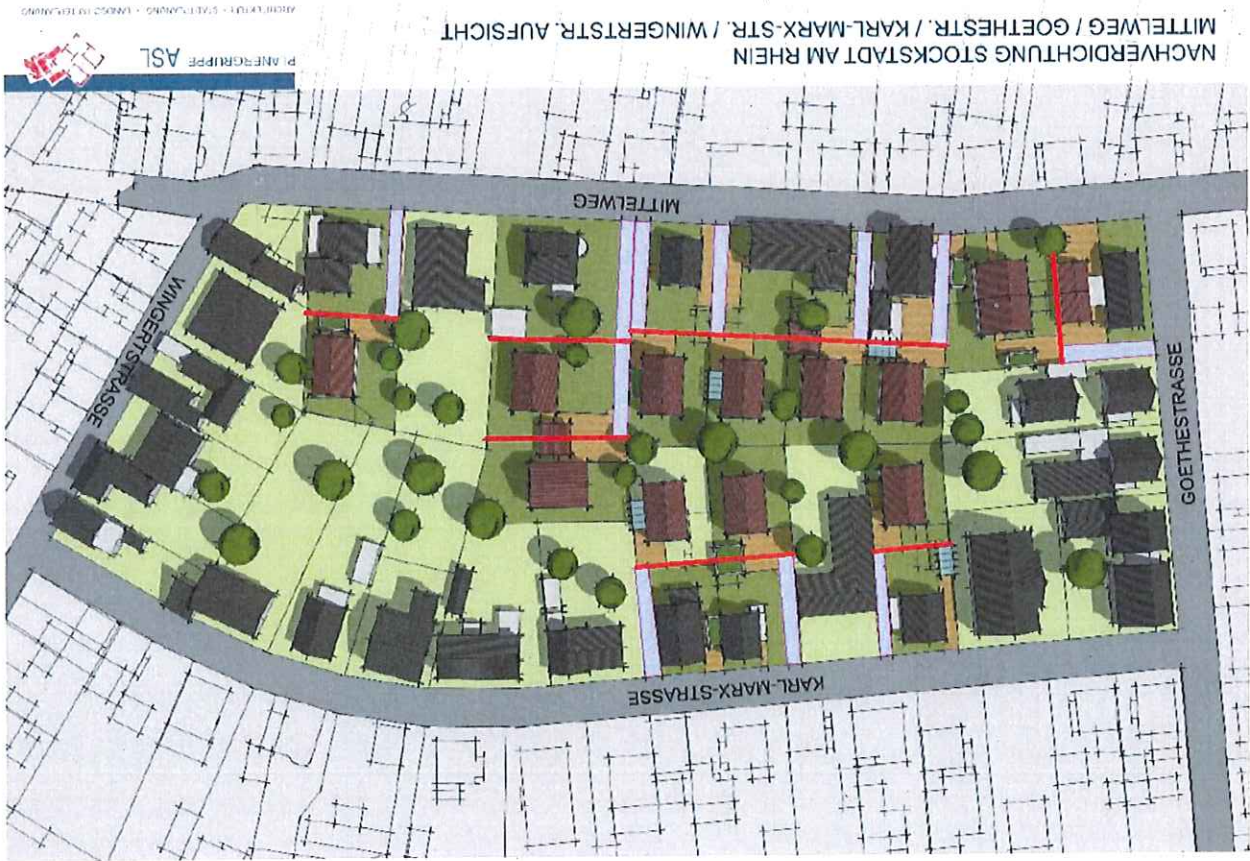 KARL-MARX-STRASSE
GOETHESTRASSE
WINGERTSTRASSE
MITTELWEG
NACHVERDICHTUNG STOCKSTADT AM RHEIN
MITTELWEG / GOETHESTR. / KARL-MARX-STR. / WINGERTSTR. AUFSICHT
PLANERGRUPPE ASL